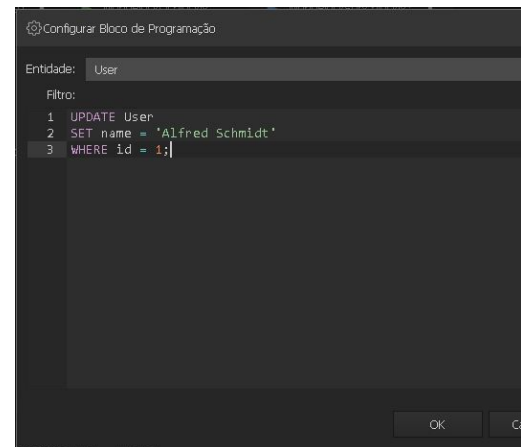 Configurar Bloco de Programação
Entidade: User
Filtro:
1 UPDATE User
2 SET name = 'Alfred Schmidt'
3 WHERE id = 1;
OK